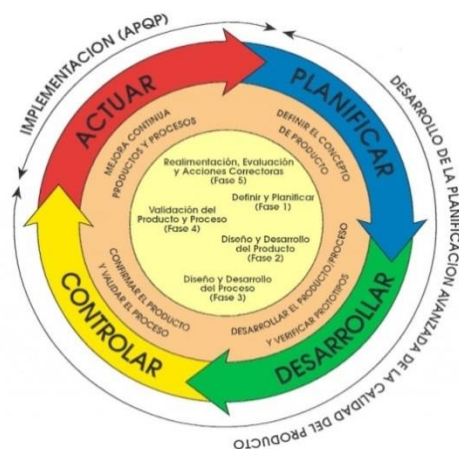 IMPLEMENTACION (APQP)
DESARROLLO DE LA PLANIFICACION AVANZADA DE LA CALIDAD DEL PRODUCTO
ACTUAR
PLANIFICAR
DESARROLLAR
CONTROLAR
MEJORA CONTINUA
PRODUCTOS Y PROCESOS
DEFINIR EL CONCEPTO
DE PRODUCTO
DESARROLLAR EL PRODUCTO/PROCESO
Y VERIFICAR PROTOTIPOS
CONFIRMAR EL PRODUCTO
Y VALIDAR EL PROCESO
Realimentación, Evaluación
y Acciones Correctoras
(Fase 5)
Definir y Planificar
(Fase 1)
Validación del
Producto y Proceso
(Fase 4)
Diseño y Desarrollo
del Producto
(Fase 2)
Diseño y Desarrollo
del Proceso
(Fase 3)